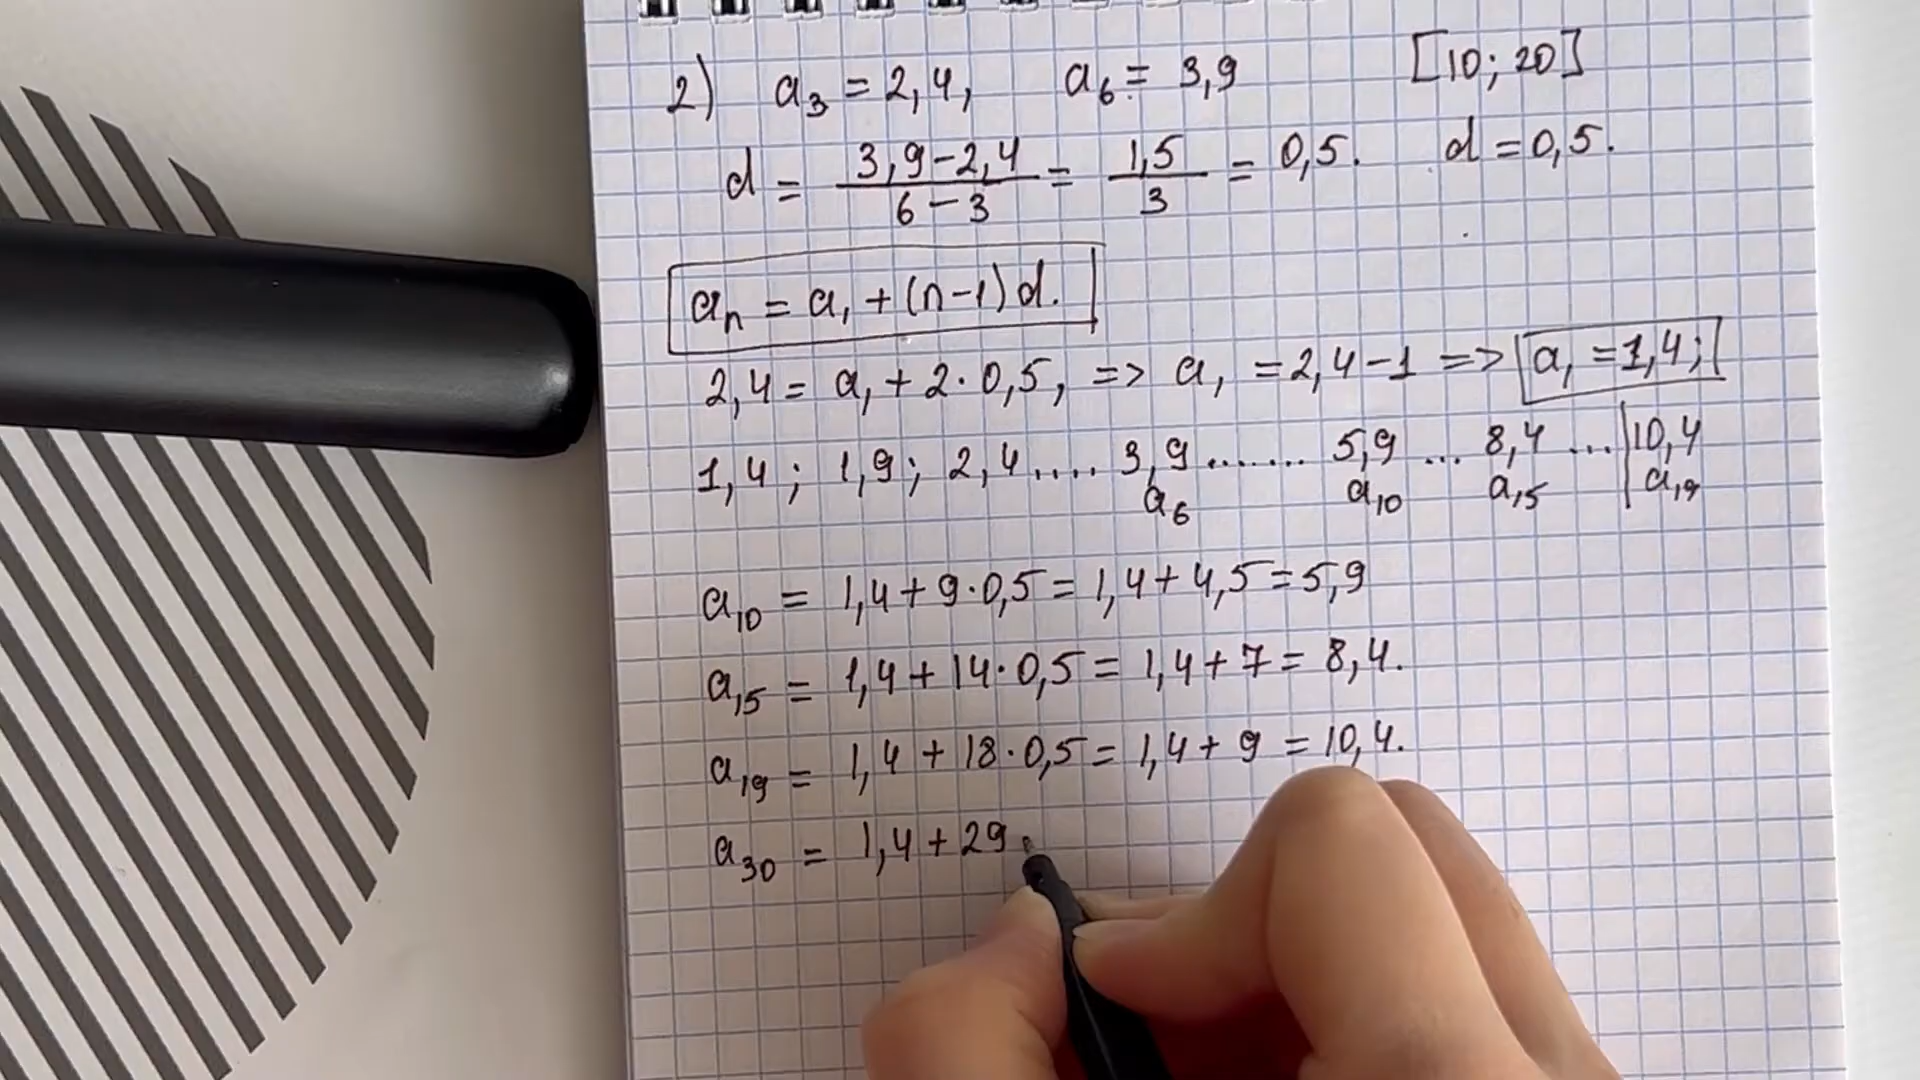 2) a₃ = 2,4, a₆ = 3,9 [10; 20]
d = (3,9 − 2,4)/(6 − 3) = 1,5/3 = 0,5. d = 0,5.
aₙ = a₁ + (n−1)d.
2,4 = a₁ + 2·0,5, => a₁ = 2,4−1 => a₁ = 1,4;
1,4; 1,9; 2,4.... 3,9....... 5,9 ... 8,4 ... |10,4
a₆ a₁₀ a₁₅ a₁₉
a₁₀ = 1,4 + 9·0,5 = 1,4 + 4,5 = 5,9
a₁₅ = 1,4 + 14·0,5 = 1,4 + 7 = 8,4.
a₁₉ = 1,4 + 18·0,5 = 1,4 + 9 = 10,4.
a₃₀ = 1,4 + 29·